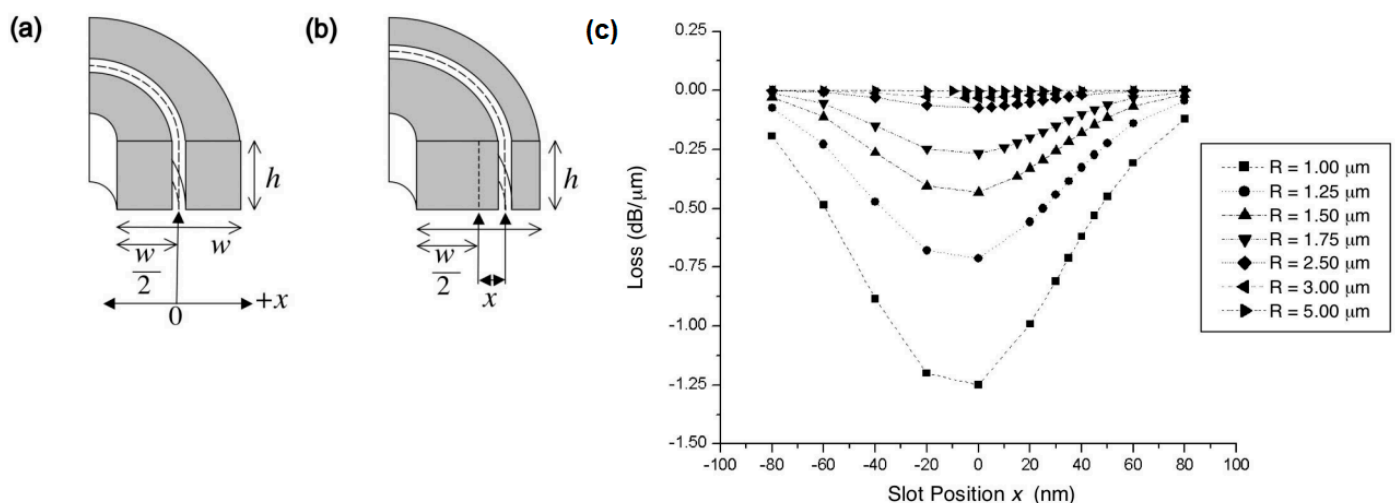 (a)
h
w
w
2
+x
0
(b)
h
w
2
x
(c)
Loss (dB/μm)
0.25
0.00
-0.25
-0.50
-0.75
-1.00
-1.25
-1.50
-100 -80 -60 -40 -20 0 20 40 60 80 100
Slot Position x (nm)
R = 1.00 μm
R = 1.25 μm
R = 1.50 μm
R = 1.75 μm
R = 2.50 μm
R = 3.00 μm
R = 5.00 μm